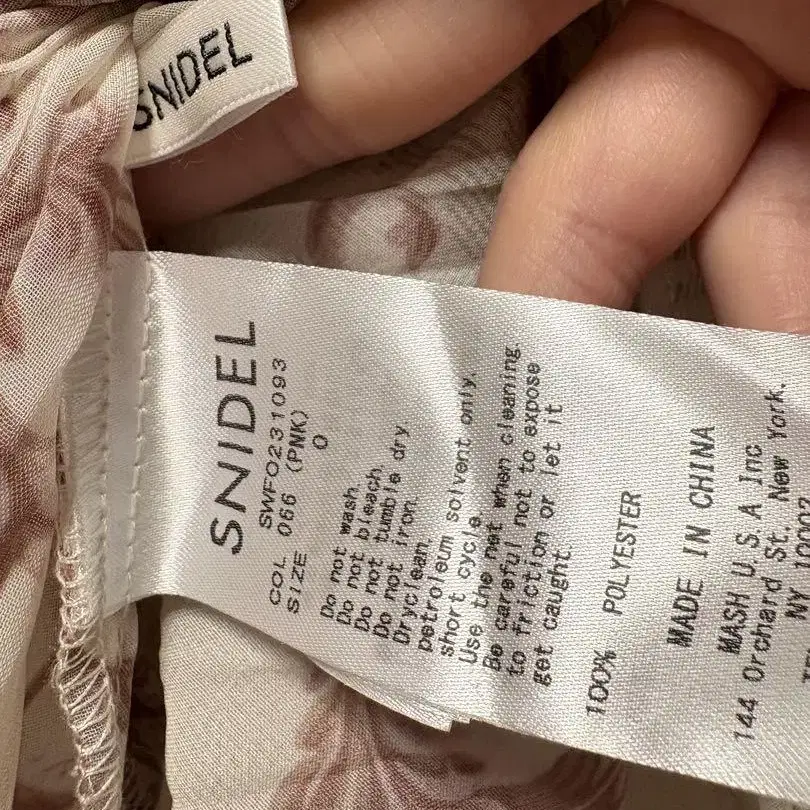 SNIDEL
SNIDEL
SWFO231093
COL 066 (PNK)
SIZE 0
Do not wash.
Do not bleach.
Do not tumble dry.
Do not iron.
Dryclean.
petroleum solvent only.
short cycle.
Use the net when cleaning.
Be careful not to expose
to friction or let it
get caught.
100% POLYESTER
MADE IN CHINA
MASH U.S.A Inc
144 Orchard St. New York.
NY